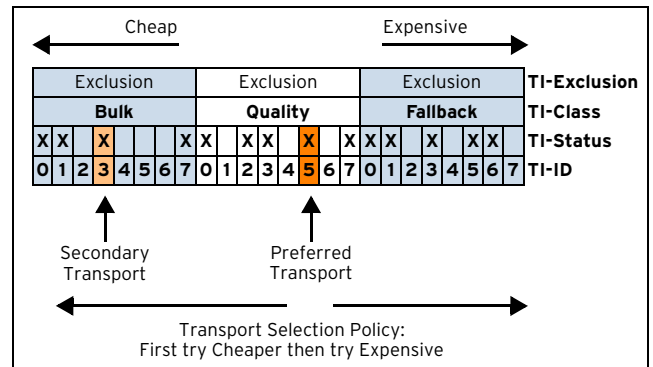 Cheap Expensive
Exclusion Exclusion Exclusion TI-Exclusion
Bulk Quality Fallback TI-Class
X X X X X X X X X X X X X X TI-Status
0 1 2 3 4 5 6 7 0 1 2 3 4 5 6 7 0 1 2 3 4 5 6 7 TI-ID
Secondary Preferred
Transport Transport
Transport Selection Policy:
First try Cheaper then try Expensive